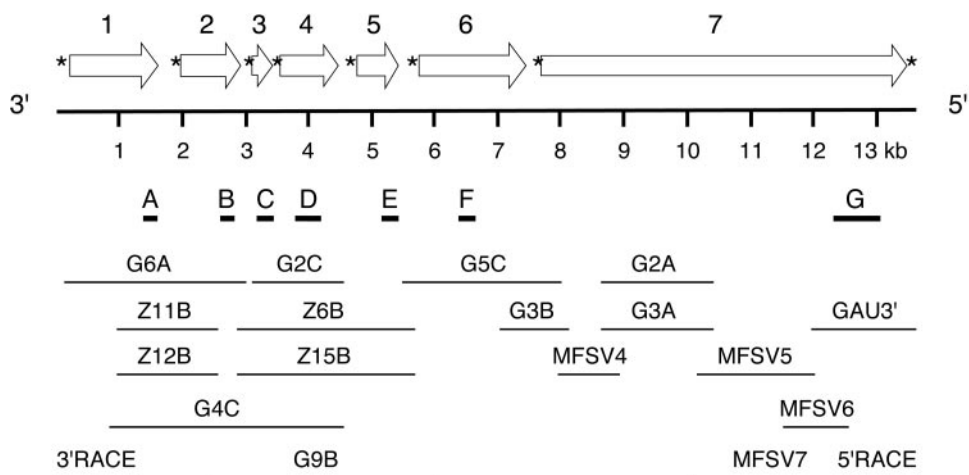 1 2 3 4 5 6 7
* * * * * * * *
3' 5'
1 2 3 4 5 6 7 8 9 10 11 12 13 kb
A B C D E F G
G6A G2C G5C G2A
Z11B Z6B G3B G3A GAU3'
Z12B Z15B MFSV4 MFSV5
G4C MFSV6
3'RACE G9B MFSV7 5'RACE